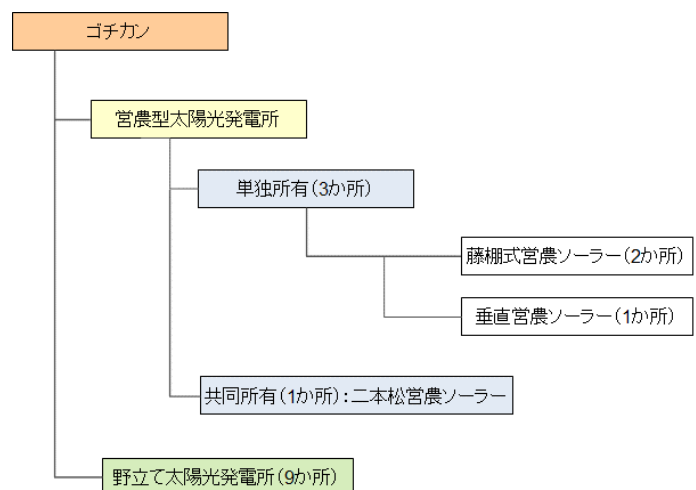 ゴチカン
営農型太陽光発電所
単独所有(3か所)
藤棚式営農ソーラー(2か所)
垂直営農ソーラー(1か所)
共同所有(1か所):二本松営農ソーラー
野立て太陽光発電所(9か所)